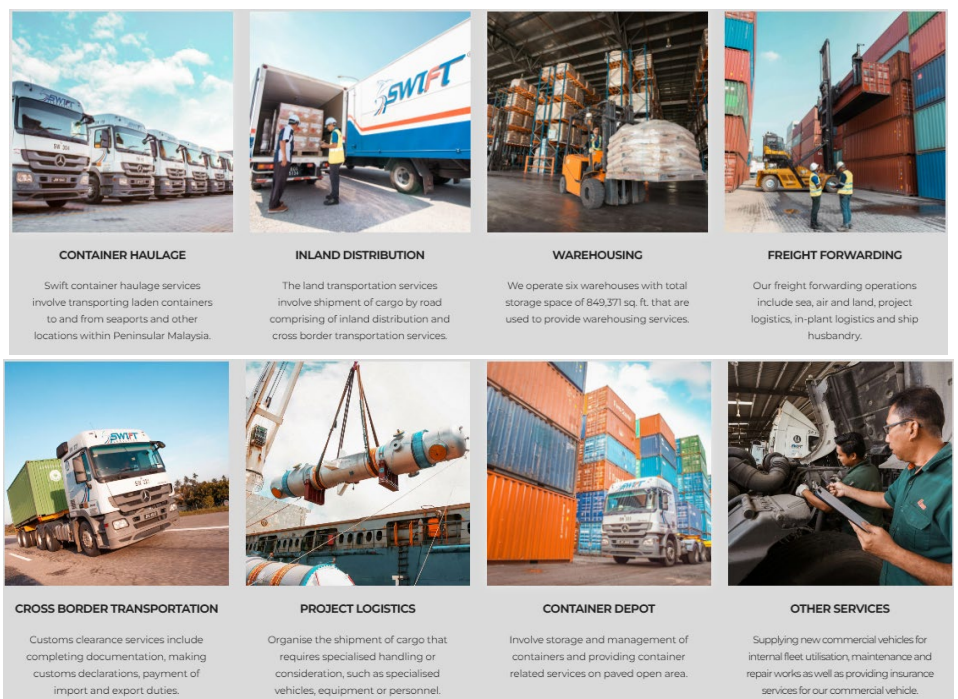 SWIFT
SWIFT
CONTAINER HAULAGE
INLAND DISTRIBUTION
WAREHOUSING
FREIGHT FORWARDING
Swift container haulage services
involve transporting laden containers
to and from seaports and other
locations within Peninsular Malaysia.
The land transportation services
involve shipment of cargo by road
comprising of inland distribution and
cross border transportation services.
We operate six warehouses with total
storage space of 849,371 sq. ft. that are
used to provide warehousing services.
Our freight forwarding operations
include sea, air and land, project
logistics, in-plant logistics and ship
husbandry.
SWIFT
SWIFT
CROSS BORDER TRANSPORTATION
PROJECT LOGISTICS
CONTAINER DEPOT
OTHER SERVICES
Customs clearance services include
completing documentation, making
customs declarations, payment of
import and export duties.
Organise the shipment of cargo that
requires specialised handling or
consideration, such as specialised
vehicles, equipment or personnel.
Involve storage and management of
containers and providing container
related services on paved open area.
Supplying new commercial vehicles for
internal fleet utilisation, maintenance and
repair works as well as providing insurance
services for our commercial vehicle.